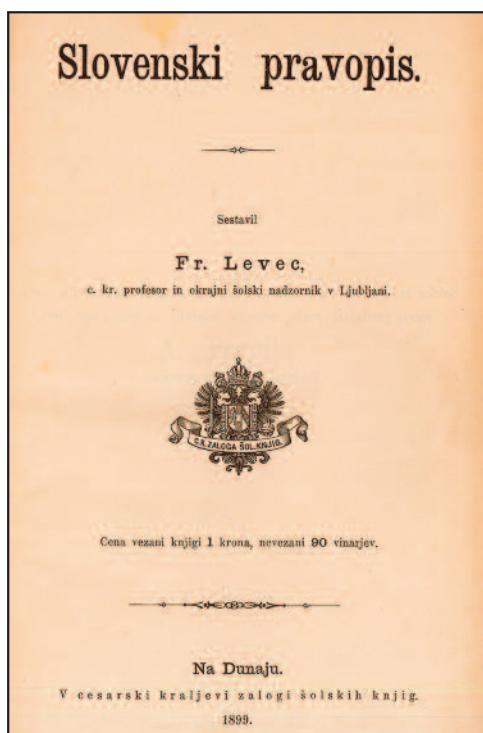 Slovenski pravopis.
Sestavil
Fr. Levec,
c. kr. profesor in okrajni šolski nadzornik v Ljubljani.
C. K. ZALOGA ŠOL. KNJIG.
Cena vezani knjigi 1 krona, nevezani 90 vinarjev.
Na Dunaju.
V cesarski kraljevi zalogi šolskih knjig.
1899.